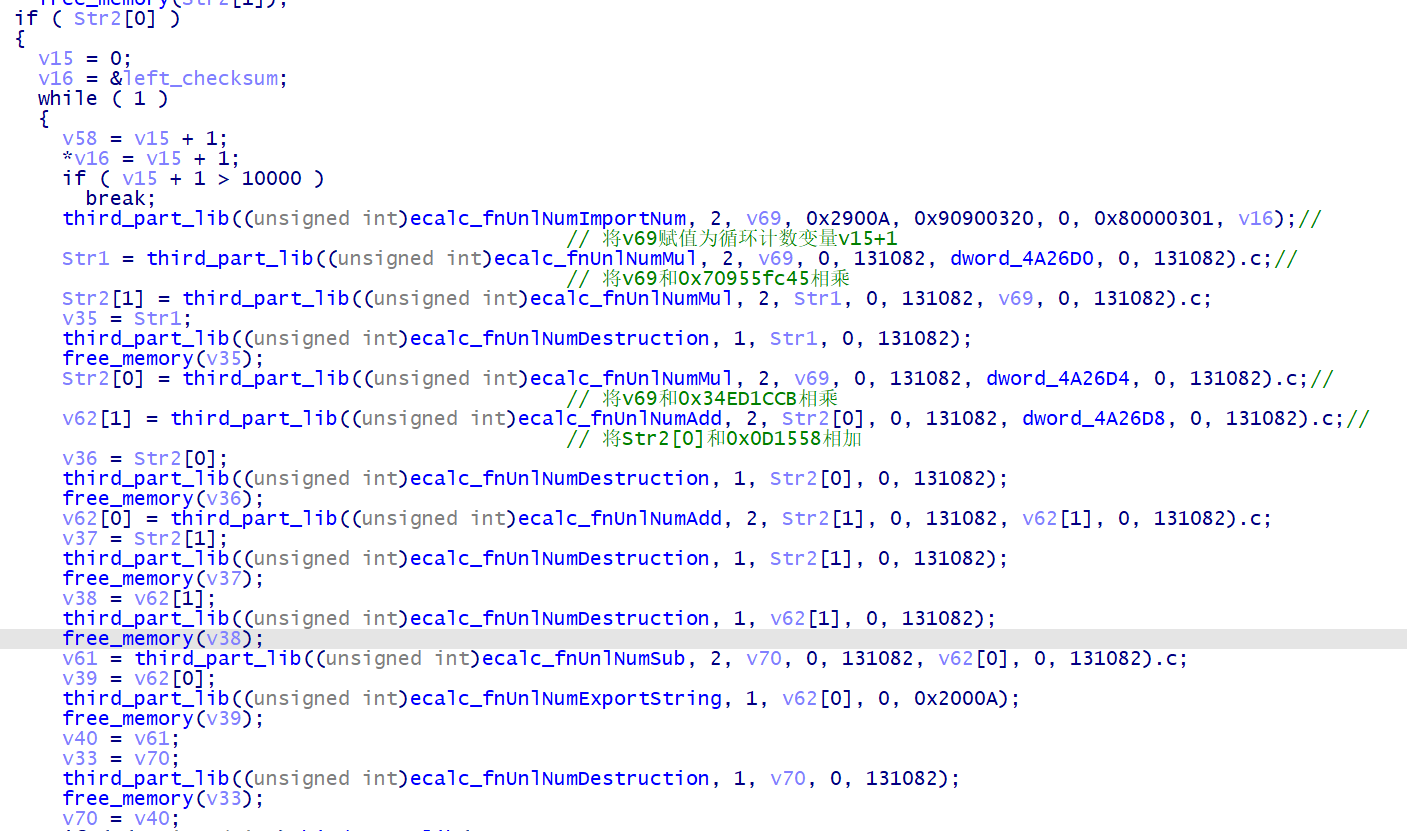 if ( Str2[0] )
{
v15 = 0;
v16 = &left_checksum;
while ( 1 )
{
v58 = v15 + 1;
*v16 = v15 + 1;
if ( v15 + 1 > 10000 )
break;
third_part_lib((unsigned int)ecalc_fnUnlNumImportNum, 2, v69, 0x2900A, 0x90900320, 0, 0x80000301, v16);//
// 将v69赋值为循环计数变量v15+1
Str1 = third_part_lib((unsigned int)ecalc_fnUnlNumMul, 2, v69, 0, 131082, dword_4A26D0, 0, 131082).c;//
// 将v69和0x70955fc45相乘
Str2[1] = third_part_lib((unsigned int)ecalc_fnUnlNumMul, 2, Str1, 0, 131082, v69, 0, 131082).c;
v35 = Str1;
third_part_lib((unsigned int)ecalc_fnUnlNumDestruction, 1, Str1, 0, 131082);
free_memory(v35);
Str2[0] = third_part_lib((unsigned int)ecalc_fnUnlNumMul, 2, v69, 0, 131082, dword_4A26D4, 0, 131082).c;//
// 将v69和0x34ED1CCB相乘
v62[1] = third_part_lib((unsigned int)ecalc_fnUnlNumAdd, 2, Str2[0], 0, 131082, dword_4A26D8, 0, 131082).c;//
// 将Str2[0]和0x0D1558相加
v36 = Str2[0];
third_part_lib((unsigned int)ecalc_fnUnlNumDestruction, 1, Str2[0], 0, 131082);
free_memory(v36);
v62[0] = third_part_lib((unsigned int)ecalc_fnUnlNumAdd, 2, Str2[1], 0, 131082, v62[1], 0, 131082).c;
v37 = Str2[1];
third_part_lib((unsigned int)ecalc_fnUnlNumDestruction, 1, Str2[1], 0, 131082);
free_memory(v37);
v38 = v62[1];
third_part_lib((unsigned int)ecalc_fnUnlNumDestruction, 1, v62[1], 0, 131082);
free_memory(v38);
v61 = third_part_lib((unsigned int)ecalc_fnUnlNumSub, 2, v70, 0, 131082, v62[0], 0, 131082).c;
v39 = v62[0];
third_part_lib((unsigned int)ecalc_fnUnlNumExportString, 1, v62[0], 0, 0x2000A);
free_memory(v39);
v40 = v61;
v33 = v70;
third_part_lib((unsigned int)ecalc_fnUnlNumDestruction, 1, v70, 0, 131082);
free_memory(v33);
v70 = v40;